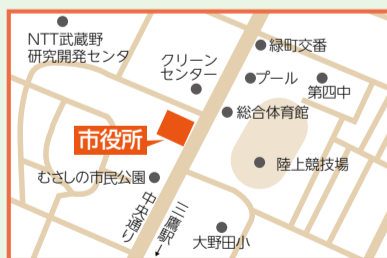 NTT武蔵野
研究開発センタ
クリーン
センター
緑町交番
プール
第四中
総合体育館
市役所
陸上競技場
むさしの市民公園
中央通り
三鷹駅↓
大野田小